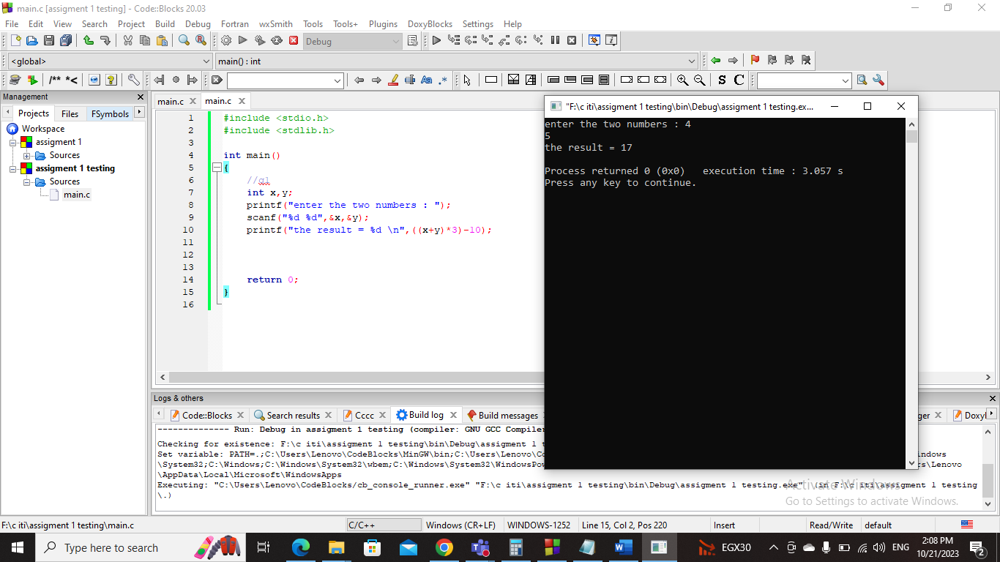 main.c [assigment 1 testing] - Code::Blocks 20.03
File Edit View Search Project Build Debug Fortran wxSmith Tools Tools+ Plugins DoxyBlocks Settings Help
Debug
<global> main() : int
/** *<
Aa .*
S C
Management
Projects Files FSymbols
Workspace
assigment 1
Sources
assigment 1 testing
Sources
main.c
main.c main.c
1 #include <stdio.h>
2 #include <stdlib.h>
3
4 int main()
5 {
6 //q1
7 int x,y;
8 printf("enter the two numbers : ");
9 scanf("%d %d",&x,&y);
10 printf("the result = %d \n",((x+y)*3)-10);
11
12
13
14 return 0;
15 }
16
"F:\c iti\assigment 1 testing\bin\Debug\assigment 1 testing.ex...
enter the two numbers : 4
5
the result = 17
Process returned 0 (0x0)   execution time : 3.057 s
Press any key to continue.
Logs & others
Code::Blocks Search results Cccc Build log Build messages ger Doxyl
-------------- Run: Debug in assigment 1 testing (compiler: GNU GCC Compiler
Checking for existence: F:\c iti\assigment 1 testing\bin\Debug\assigment 1 t
Set variable: PATH=.;C:\Users\Lenovo\CodeBlocks\MinGW\bin;C:\Users\Lenovo\Co indows
\System32;C:\Windows;C:\Windows\System32\wbem;C:\Windows\System32\WindowsPow rs\Lenovo
\AppData\Local\Microsoft\WindowsApps
Executing: "C:\Users\Lenovo\CodeBlocks/cb_console_runner.exe" "F:\c iti\assigment 1 testing\bin\Debug\assigment 1 testing.exe"  (in F:\c iti\assigment 1 testing
\.)
Activate Windows
Go to Settings to activate Windows.
F:\c iti\assigment 1 testing\main.c C/C++ Windows (CR+LF) WINDOWS-1252 Line 15, Col 2, Pos 220 Insert Read/Write default
Type here to search
EGX30
ENG
2:08 PM
10/21/2023
2